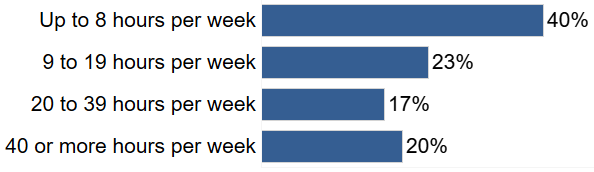 Up to 8 hours per week 40%
9 to 19 hours per week 23%
20 to 39 hours per week 17%
40 or more hours per week 20%